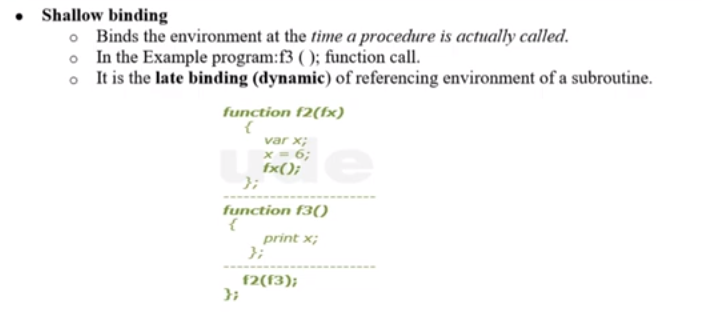 • Shallow binding
o Binds the environment at the time a procedure is actually called.
o In the Example program:f3 ( ); function call.
o It is the late binding (dynamic) of referencing environment of a subroutine.
function f2(fx)
{
var x;
x = 6;
fx();
};
------------------------------
function f3()
{
print x;
};
------------------------------
f2(f3);
};